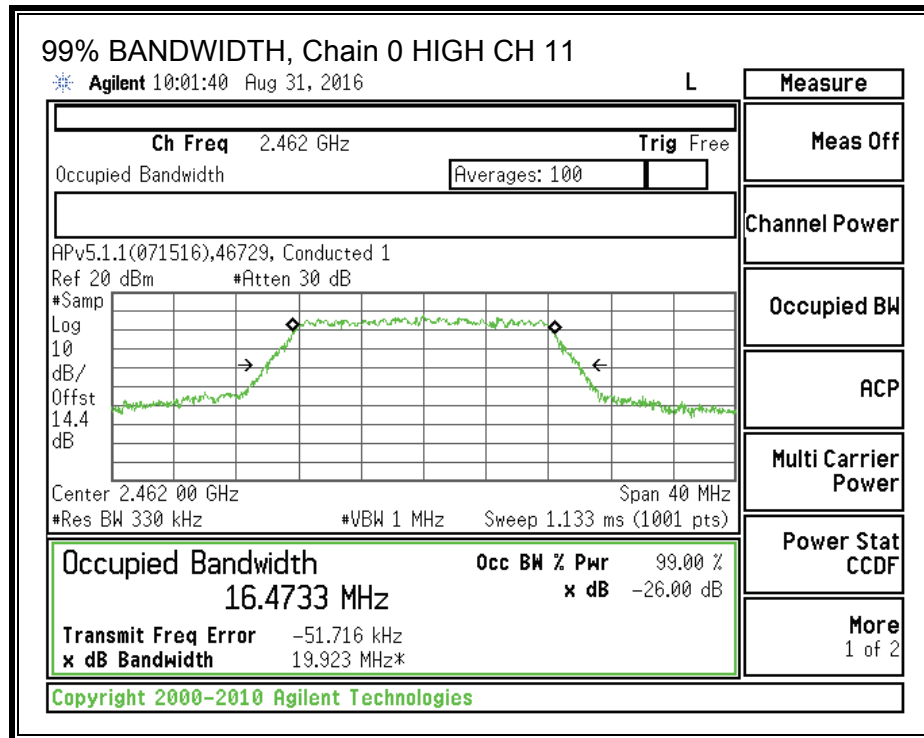 99% BANDWIDTH, Chain 0 HIGH CH 11
Agilent 10:01:40 Aug 31, 2016 L
Measure
Ch Freq 2.462 GHz Trig Free
Meas Off
Occupied Bandwidth Averages: 100
Channel Power
APv5.1.1(071516),46729, Conducted 1
Ref 20 dBm #Atten 30 dB
#Samp
Log
10
dB/
Offst
14.4
dB
Occupied BW
ACP
Multi Carrier
Power
Center 2.462 00 GHz Span 40 MHz
#Res BW 330 kHz #VBW 1 MHz Sweep 1.133 ms (1001 pts)
Power Stat
CCDF
Occupied Bandwidth Occ BW % Pwr 99.00 %
16.4733 MHz x dB -26.00 dB
Transmit Freq Error -51.716 kHz
x dB Bandwidth 19.923 MHz*
More
1 of 2
Copyright 2000-2010 Agilent Technologies